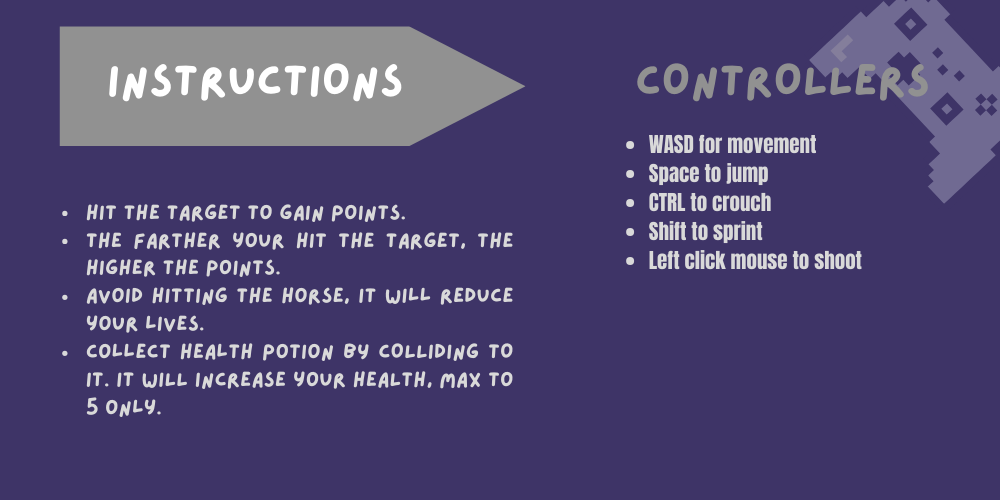 INSTRUCTIONS
HIT THE TARGET TO GAIN POINTS.
THE FARTHER YOUR HIT THE TARGET, THE
HIGHER THE POINTS.
AVOID HITTING THE HORSE, IT WILL REDUCE
YOUR LIVES.
COLLECT HEALTH POTION BY COLLIDING TO
IT. IT WILL INCREASE YOUR HEALTH, MAX TO
5 ONLY.
CONTROLLERS
WASD for movement
Space to jump
CTRL to crouch
Shift to sprint
Left click mouse to shoot